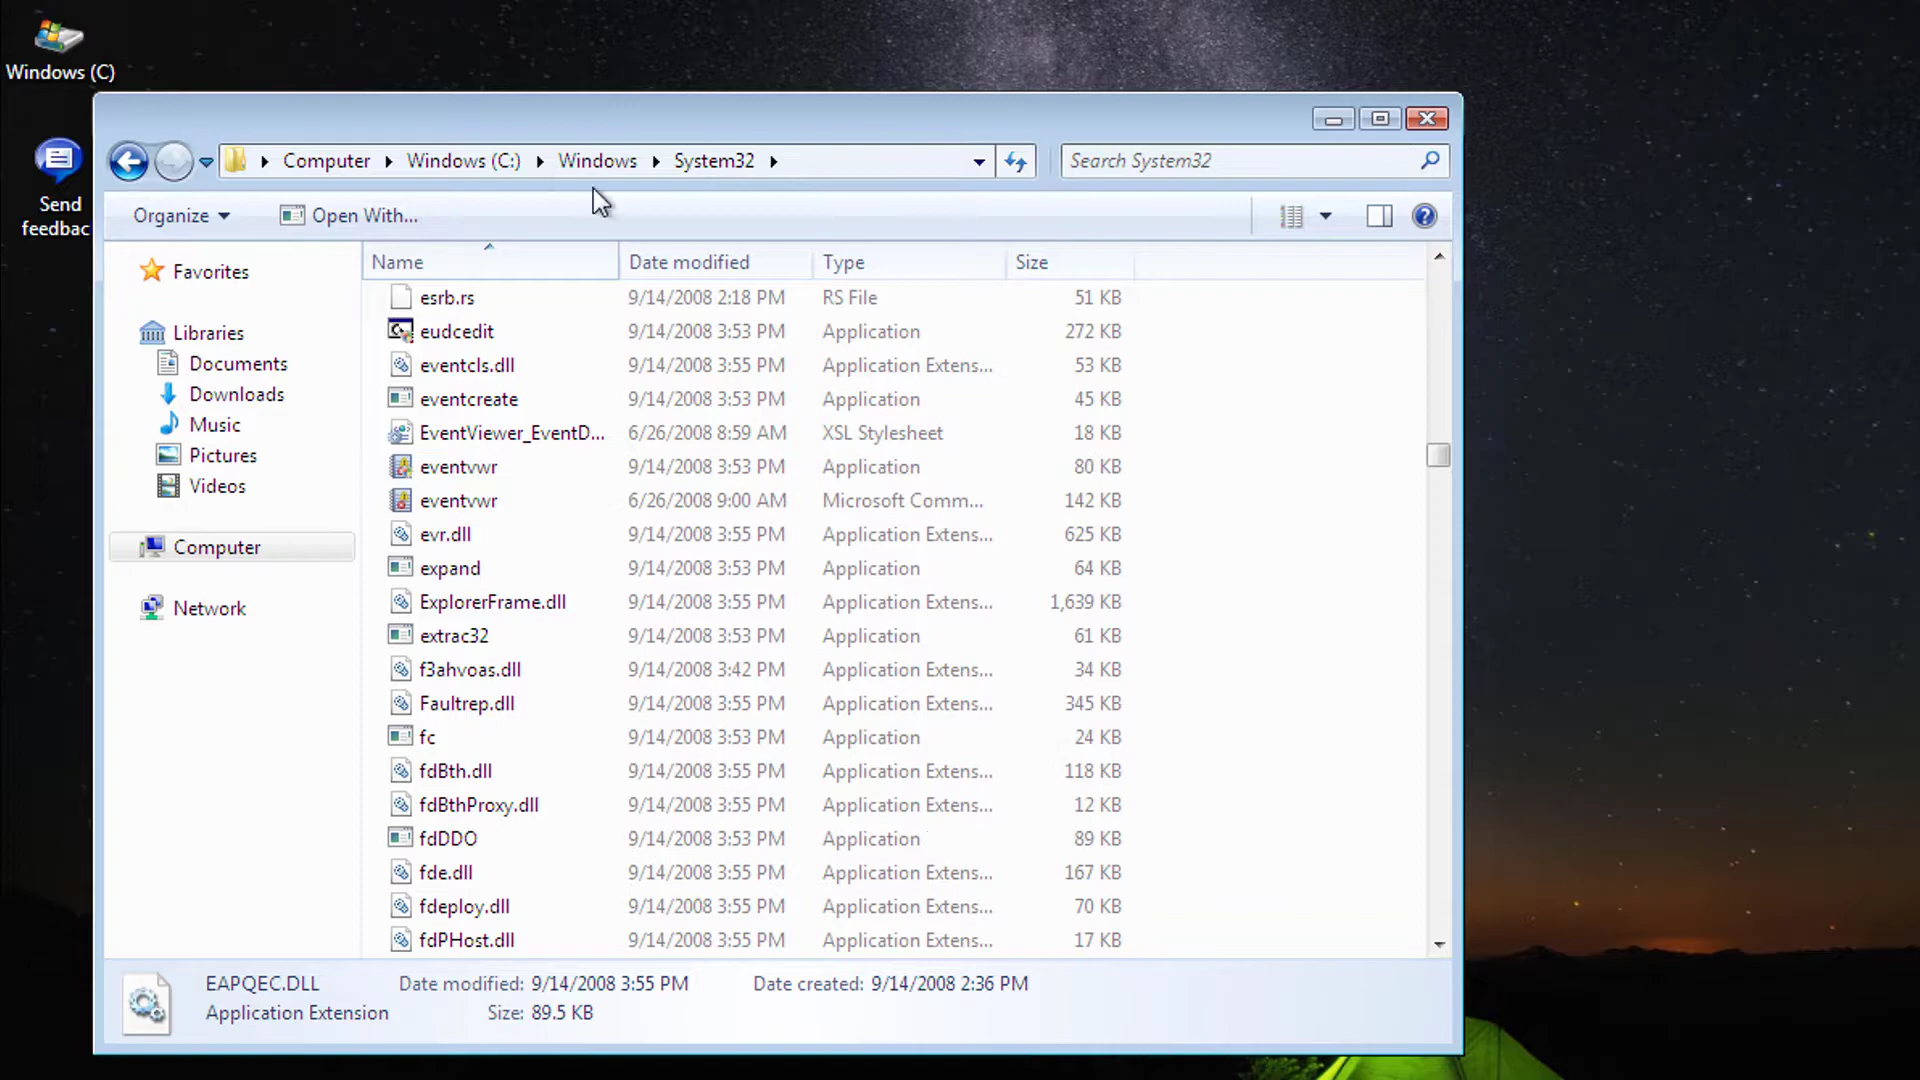 Windows (C)
Send
feedbac
Computer Windows (C:) Windows System32
Search System32
Organize Open With...
Favorites
Libraries
Documents
Downloads
Music
Pictures
Videos
Computer
Network
Name Date modified Type Size
esrb.rs 9/14/2008 2:18 PM RS File 51 KB
eudcedit 9/14/2008 3:53 PM Application 272 KB
eventcls.dll 9/14/2008 3:55 PM Application Extens... 53 KB
eventcreate 9/14/2008 3:53 PM Application 45 KB
EventViewer_EventD... 6/26/2008 8:59 AM XSL Stylesheet 18 KB
eventvwr 9/14/2008 3:53 PM Application 80 KB
eventvwr 6/26/2008 9:00 AM Microsoft Comm... 142 KB
evr.dll 9/14/2008 3:55 PM Application Extens... 625 KB
expand 9/14/2008 3:53 PM Application 64 KB
ExplorerFrame.dll 9/14/2008 3:55 PM Application Extens... 1,639 KB
extrac32 9/14/2008 3:53 PM Application 61 KB
f3ahvoas.dll 9/14/2008 3:42 PM Application Extens... 34 KB
Faultrep.dll 9/14/2008 3:55 PM Application Extens... 345 KB
fc 9/14/2008 3:53 PM Application 24 KB
fdBth.dll 9/14/2008 3:55 PM Application Extens... 118 KB
fdBthProxy.dll 9/14/2008 3:55 PM Application Extens... 12 KB
fdDDO 9/14/2008 3:53 PM Application 89 KB
fde.dll 9/14/2008 3:55 PM Application Extens... 167 KB
fdeploy.dll 9/14/2008 3:55 PM Application Extens... 70 KB
fdPHost.dll 9/14/2008 3:55 PM Application Extens... 17 KB
EAPQEC.DLL Date modified: 9/14/2008 3:55 PM Date created: 9/14/2008 2:36 PM
Application Extension Size: 89.5 KB